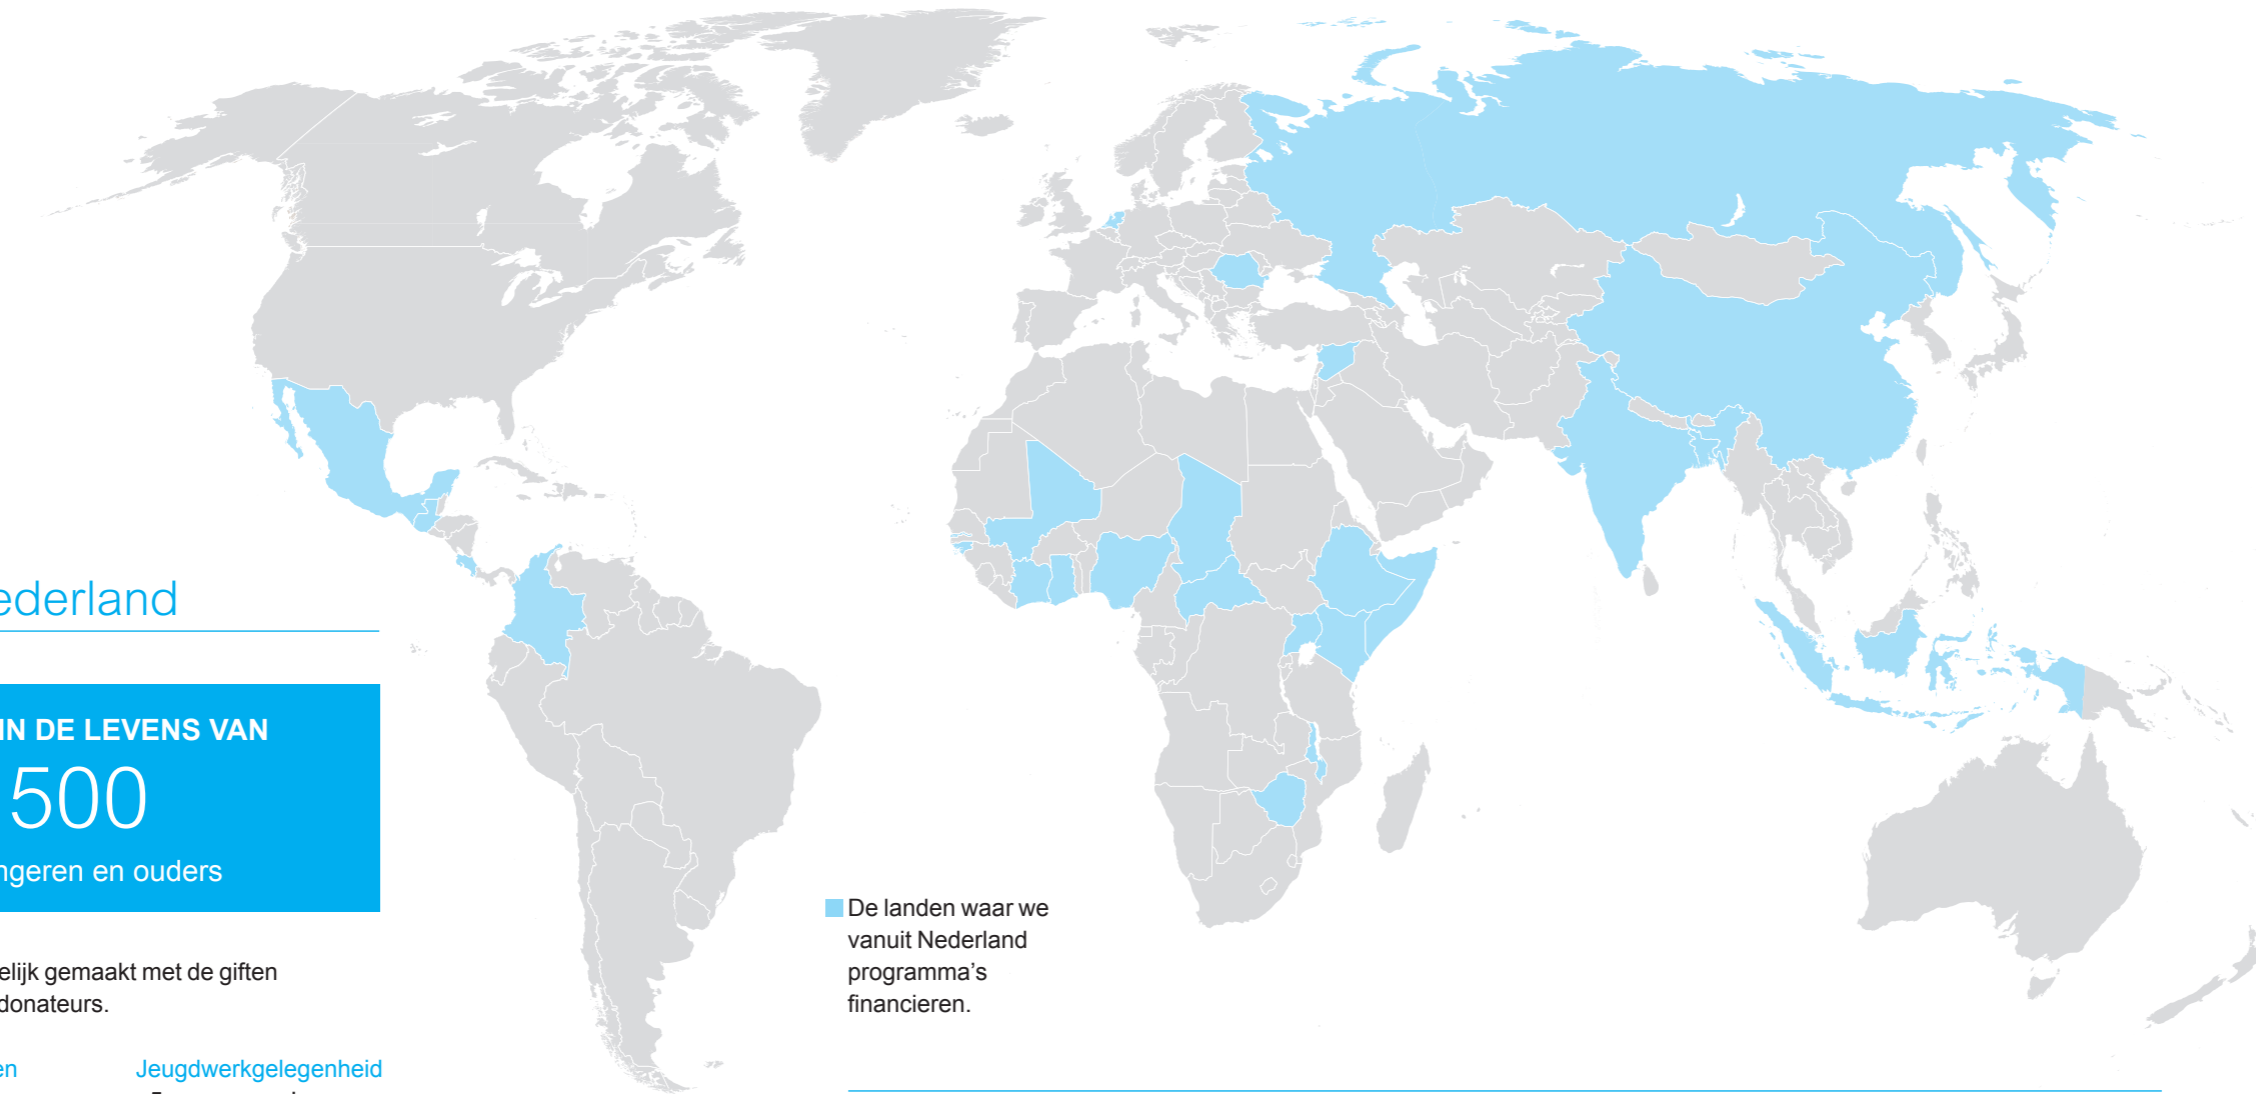 ederland
IN DE LEVENS VAN
500
ngeren en ouders
elijk gemaakt met de giften
donateurs.
en
Jeugdwerkgelegenheid
De landen waar we
vanuit Nederland
programma's
financieren.